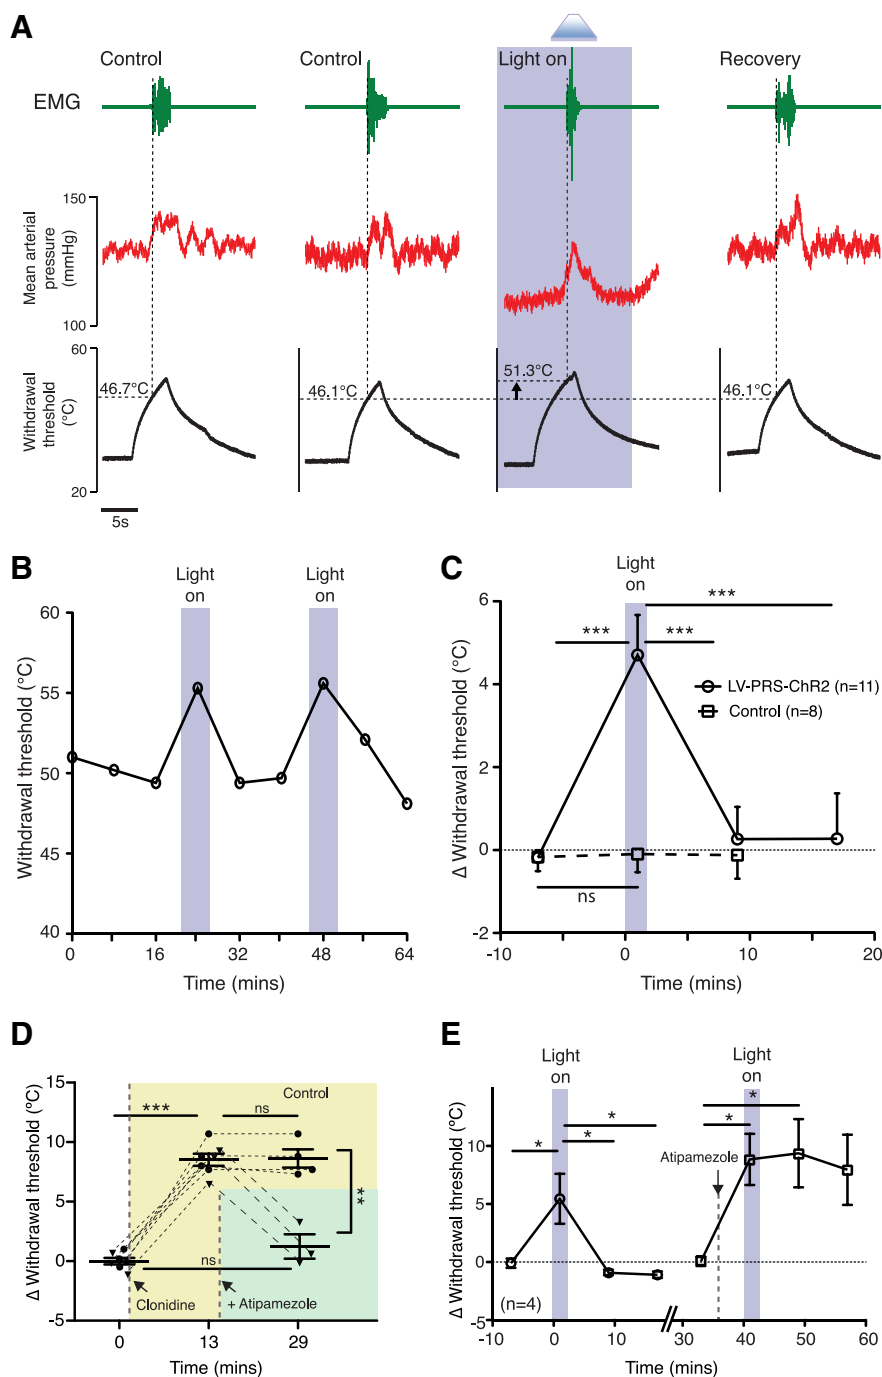 A
Control
Control
Light on
Recovery
EMG
150
Mean arterial
pressure
(mmHg)
100
60
Withdrawal
threshold
(°C)
20
46.7°C
46.1°C
51.3°C
46.1°C
5s
B
Light
on
Light
on
Withdrawal threshold (°C)
60
55
50
45
40
0
16
32
48
64
Time (mins)
C
Light
on
Δ Withdrawal threshold (°C)
6
4
2
0
-2
***
***
***
LV-PRS-ChR2 (n=11)
Control (n=8)
ns
-10
0
10
20
Time (mins)
D
Δ Withdrawal threshold (°C)
15
10
5
0
-5
Control
***
ns
**
ns
Clonidine
+ Atipamezole
0
13
29
Time (mins)
E
Light
on
Light
on
Δ Withdrawal threshold (°C)
10
5
0
-5
*
*
*
*
*
Atipamezole
(n=4)
-10
0
10
30
40
50
60
Time (mins)